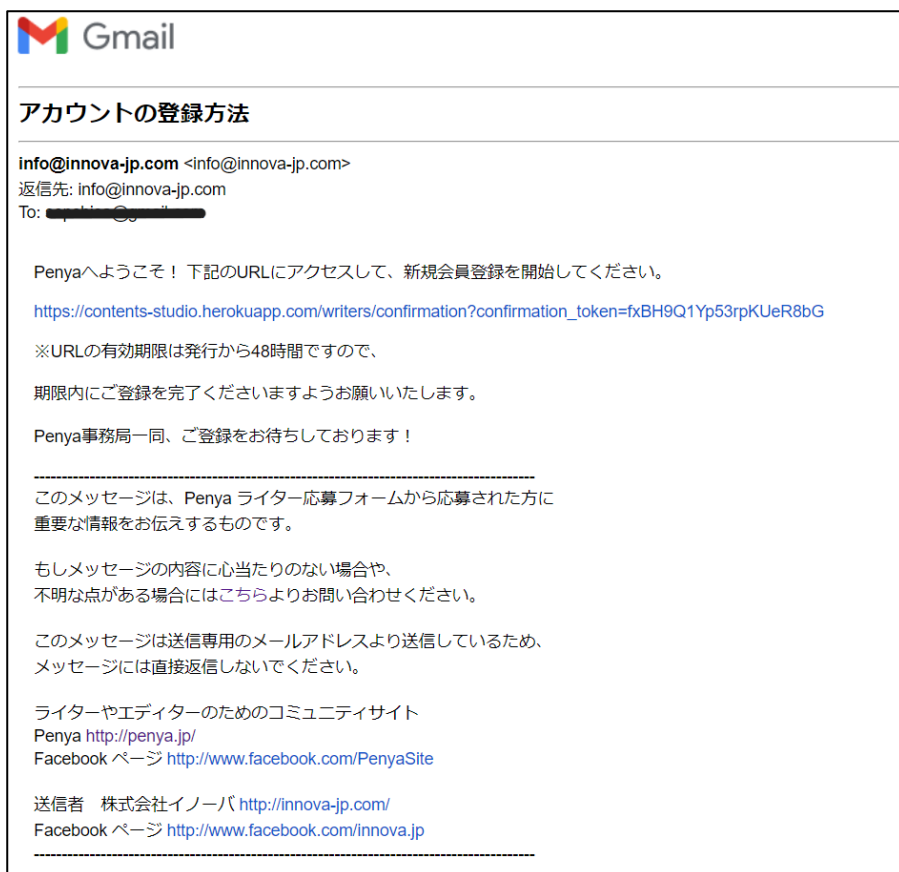 Gmail
アカウントの登録方法
info@innova-jp.com <info@innova-jp.com>
返信先: info@innova-jp.com
To:
Penyaへようこそ！ 下記のURLにアクセスして、新規会員登録を開始してください。
https://contents-studio.herokuapp.com/writers/confirmation?confirmation_token=fxBH9Q1Yp53rpKUeR8bG
※URLの有効期限は発行から48時間ですので、
期限内にご登録を完了くださいますようお願いいたします。
Penya事務局一同、ご登録をお待ちしております！
------------------------------------------------------------------------------------------
このメッセージは、Penya ライター応募フォームから応募された方に
重要な情報をお伝えするものです。
もしメッセージの内容に心当たりのない場合や、
不明な点がある場合にはこちらよりお問い合わせください。
このメッセージは送信専用のメールアドレスより送信しているため、
メッセージには直接返信しないでください。
ライターやエディターのためのコミュニティサイト
Penya http://penya.jp/
Facebook ページ http://www.facebook.com/PenyaSite
送信者　株式会社イノーバ http://innova-jp.com/
Facebook ページ http://www.facebook.com/innova.jp
------------------------------------------------------------------------------------------